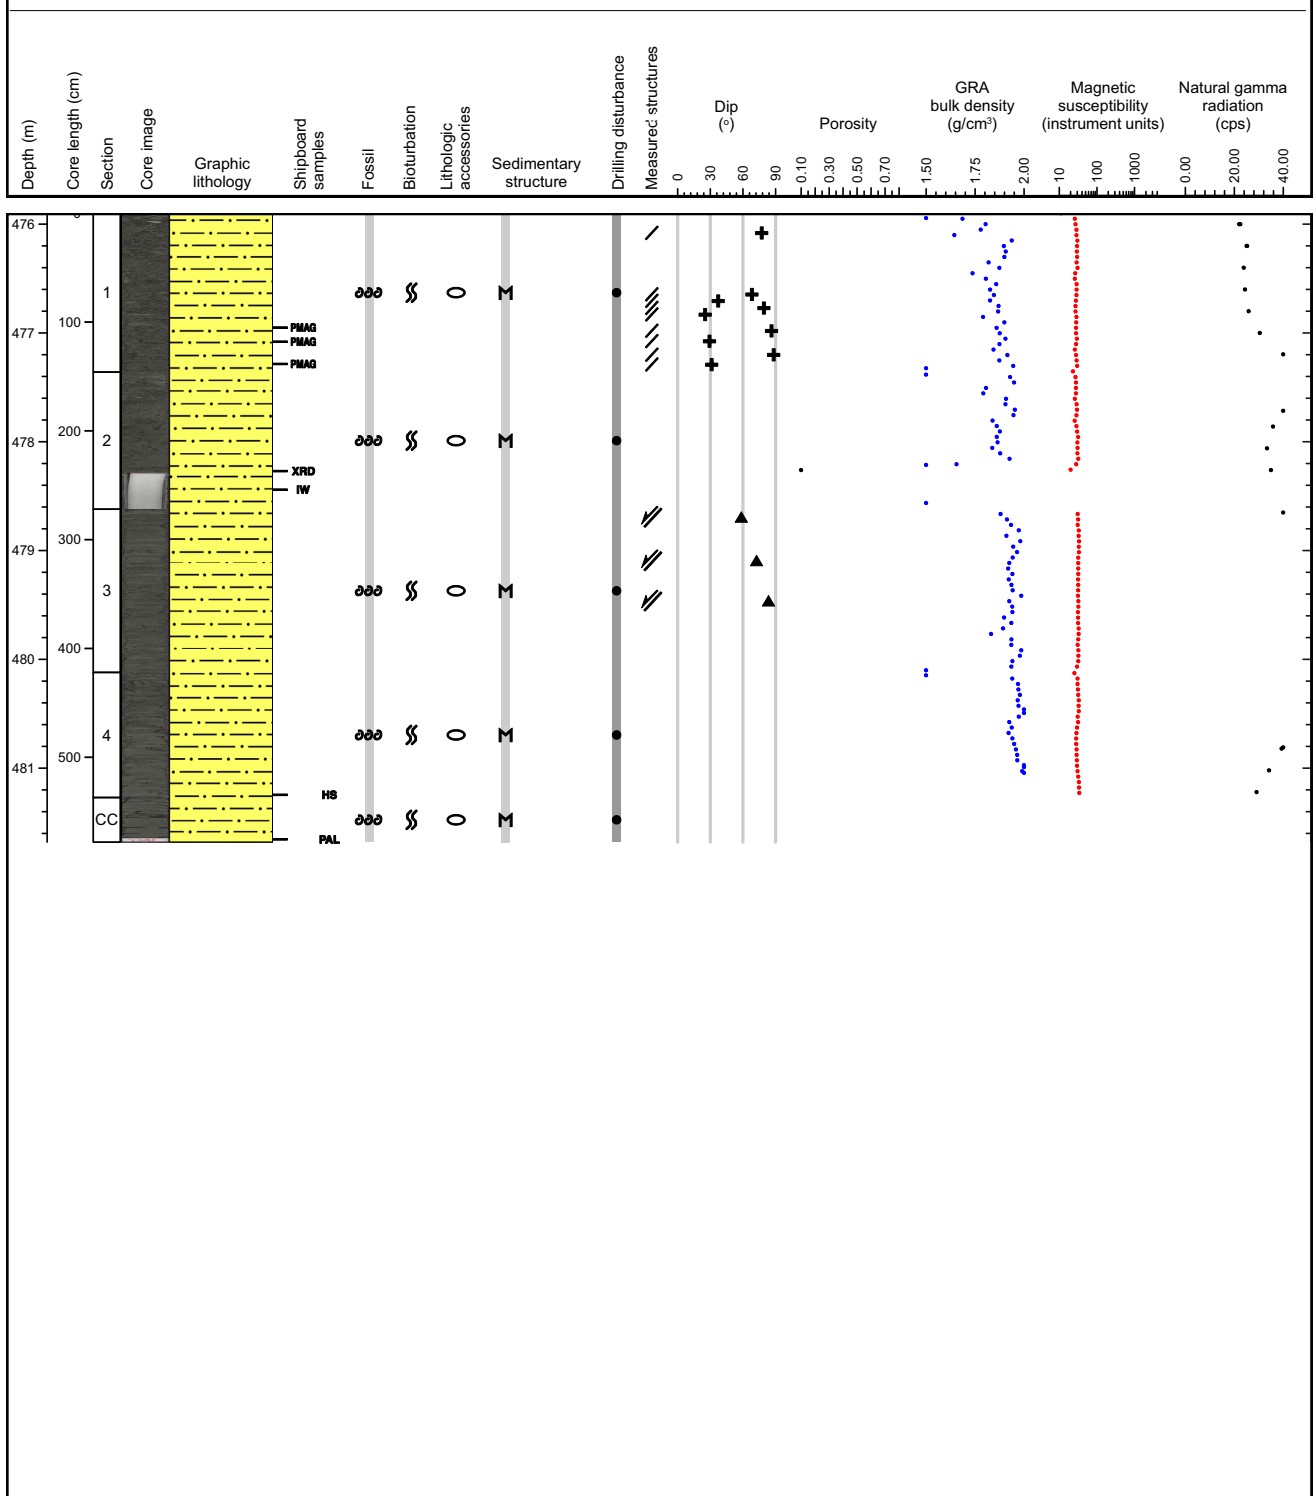 Depth (m)
Core length (cm)
Section
Core image
Graphic
lithology
Shipboard
samples
Fossil
Bioturbation
Lithologic
accessories
Sedimentary
structure
Drilling disturbance
Measured structures
Dip
(o)
0 30 60 90
Porosity
0.10 0.30 0.50 0.70
GRA
bulk density
(g/cm3)
1.50 1.75 2.00
Magnetic
susceptibility
(instrument units)
10 100 1000
Natural gamma
radiation
(cps)
0.00 20.00 40.00
476
1
100
PMAG
477
PMAG
PMAG
200
2
478
XRD
IW
300
479
3
400
480
4
500
481
HS
CC
PAL